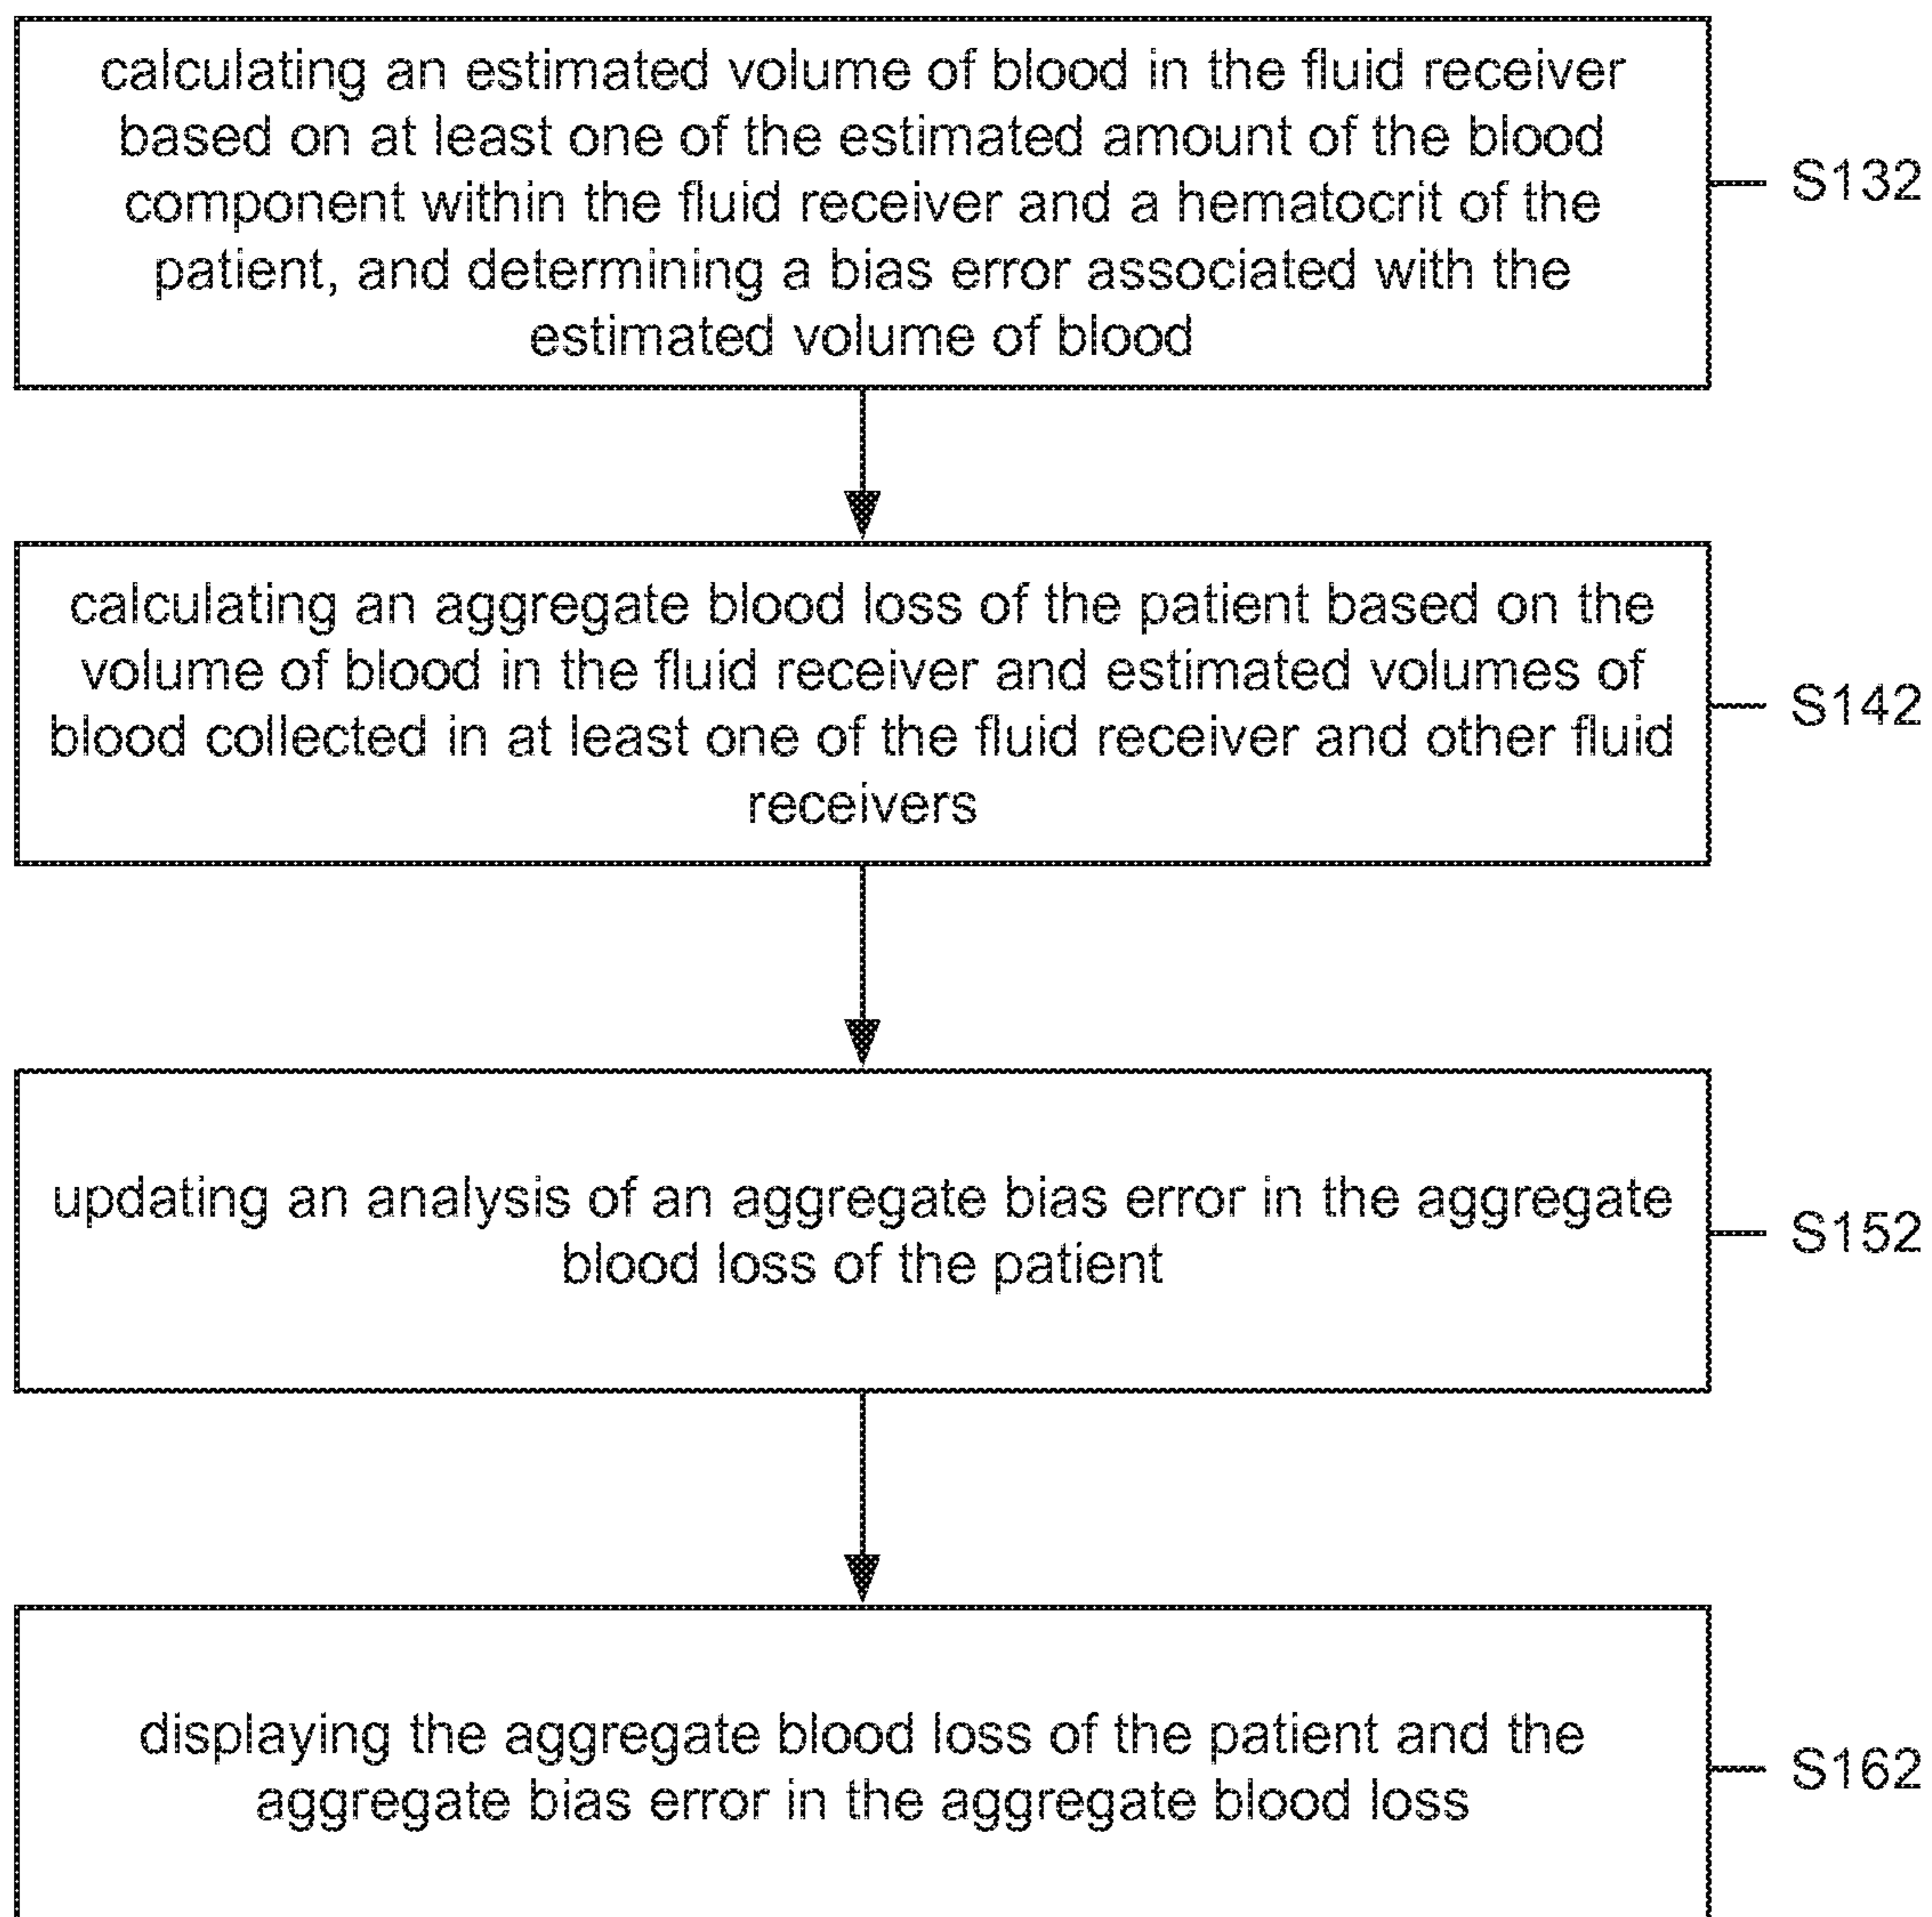 calculating an estimated volume of blood in the fluid receiver
based on at least one of the estimated amount of the blood
component within the fluid receiver and a hematocrit of the
patient, and determining a bias error associated with the
estimated volume of blood
S132
calculating an aggregate blood loss of the patient based on the
volume of blood in the fluid receiver and estimated volumes of
blood collected in at least one of the fluid receiver and other fluid
receivers
S142
updating an analysis of an aggregate bias error in the aggregate
blood loss of the patient
S152
displaying the aggregate blood loss of the patient and the
aggregate bias error in the aggregate blood loss
S162